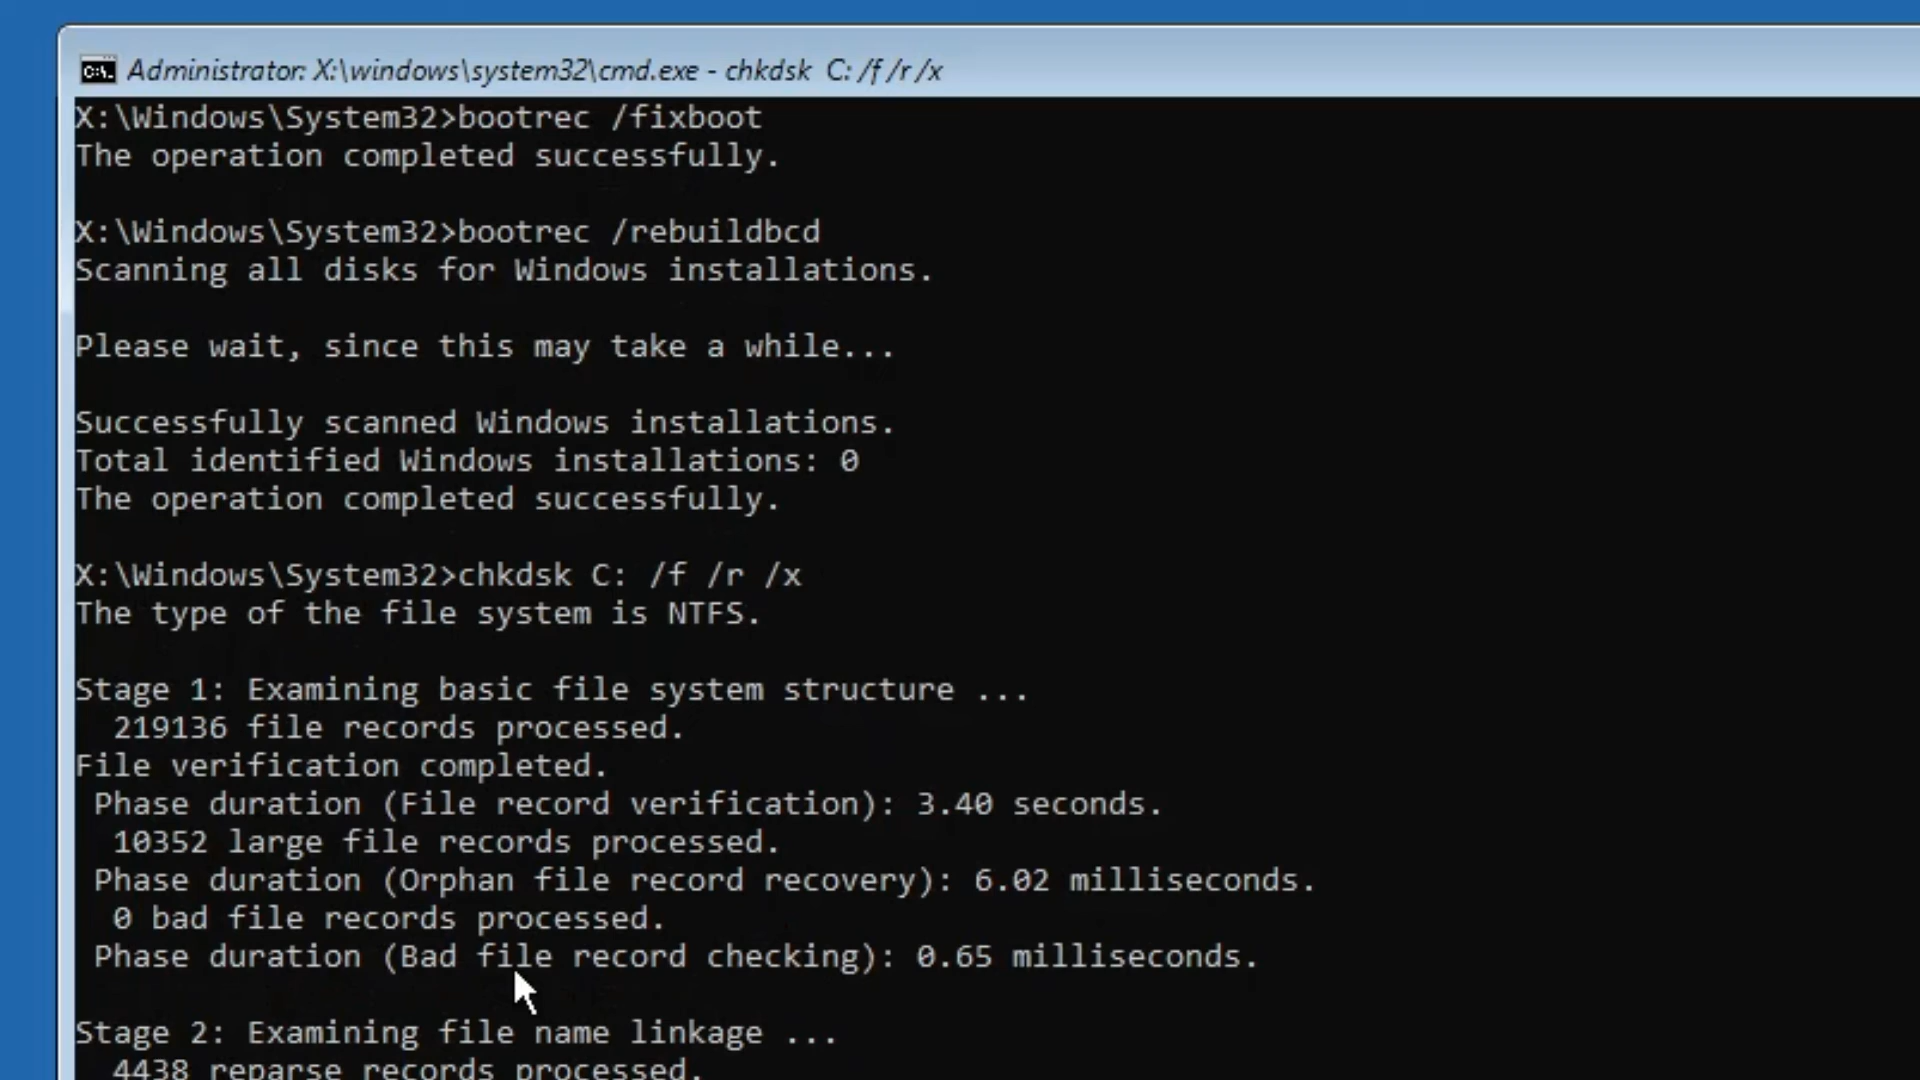 Administrator: X:\windows\system32\cmd.exe - chkdsk C: /f /r /x
X:\Windows\System32>bootrec /fixboot
The operation completed successfully.
X:\Windows\System32>bootrec /rebuildbcd
Scanning all disks for Windows installations.
Please wait, since this may take a while...
Successfully scanned Windows installations.
Total identified Windows installations: 0
The operation completed successfully.
X:\Windows\System32>chkdsk C: /f /r /x
The type of the file system is NTFS.
Stage 1: Examining basic file system structure ...
219136 file records processed.
File verification completed.
Phase duration (File record verification): 3.40 seconds.
10352 large file records processed.
Phase duration (Orphan file record recovery): 6.02 milliseconds.
0 bad file records processed.
Phase duration (Bad file record checking): 0.65 milliseconds.
Stage 2: Examining file name linkage ...
4438 reparse records processed.